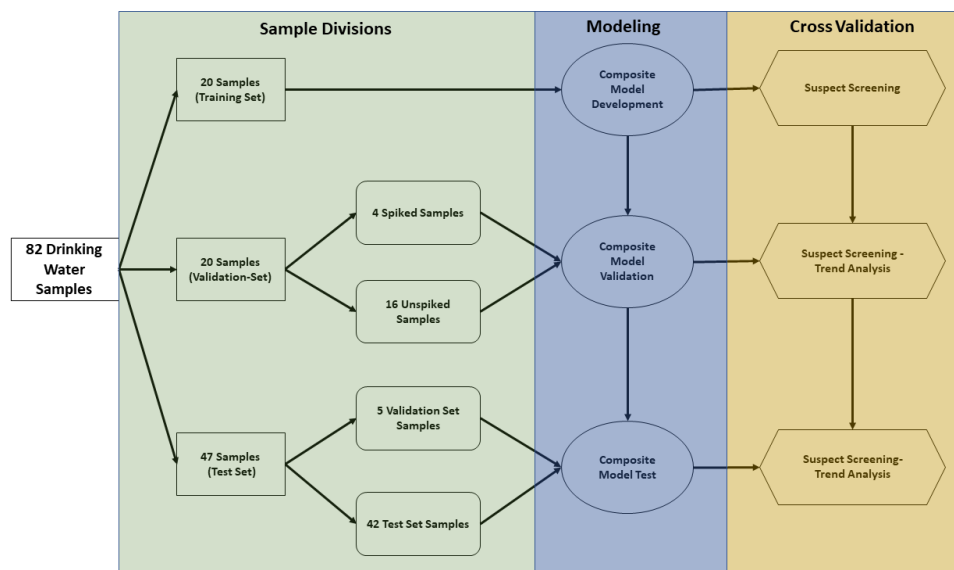 Sample Divisions
Modeling
Cross Validation
82 Drinking
Water
Samples
20 Samples
(Training Set)
Composite
Model
Development
Suspect Screening
20 Samples
(Validation-Set)
4 Spiked Samples
16 Unspiked
Samples
Composite
Model
Validation
Suspect Screening -
Trend Analysis
47 Samples
(Test Set)
5 Validation Set
Samples
42 Test Set Samples
Composite
Model Test
Suspect Screening-
Trend Analysis